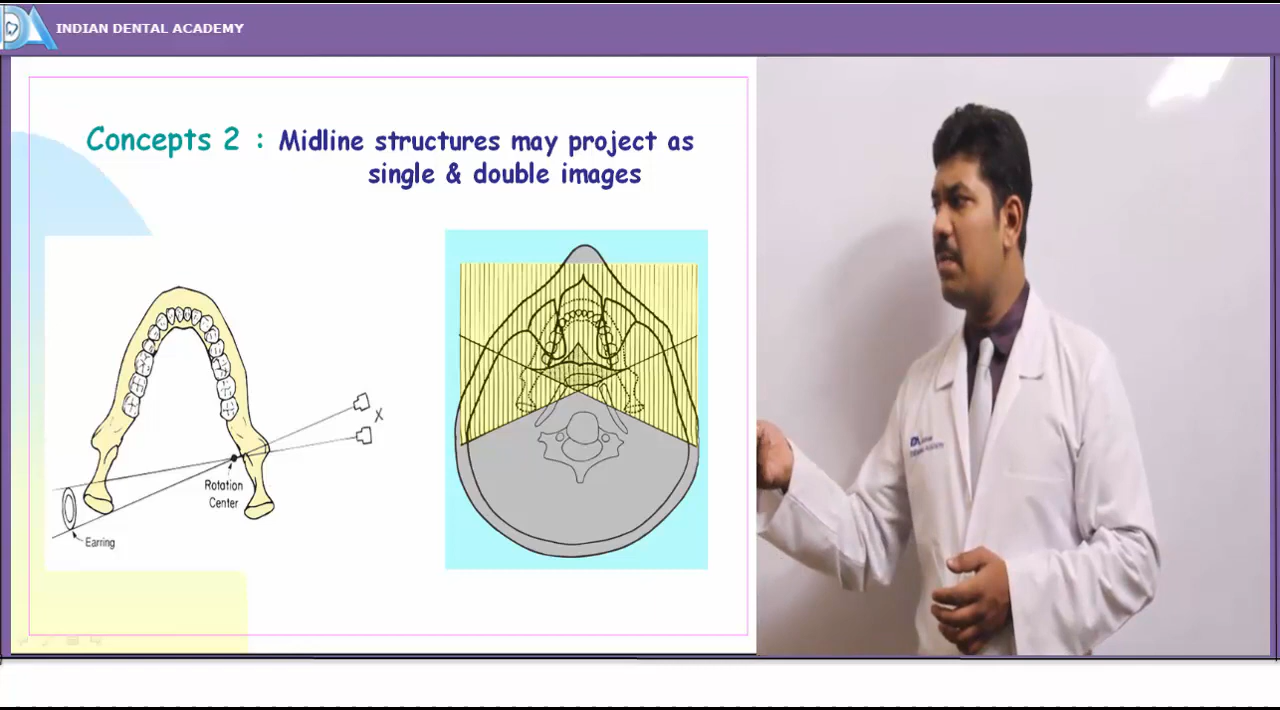 INDIAN DENTAL ACADEMY
Concepts 2 : Midline structures may project as
single & double images
X
Rotation
Center
Earring